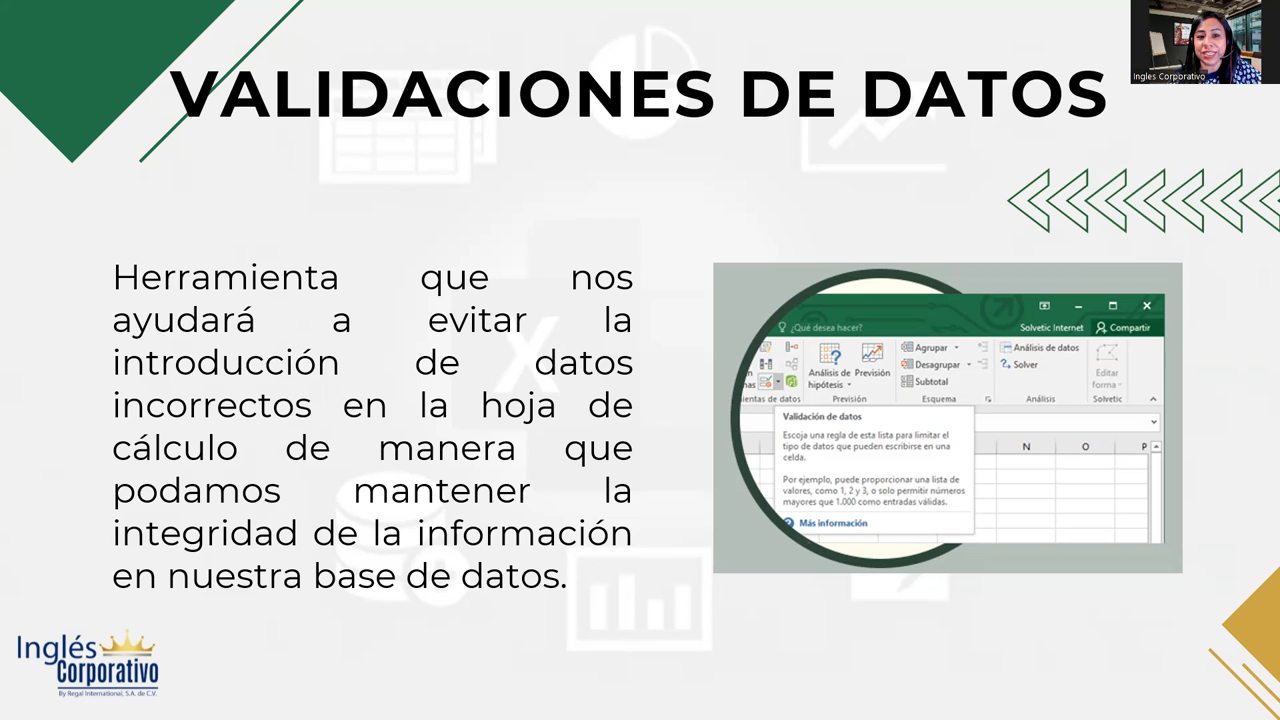 VALIDACIONES DE DATOS
Ingles Corporativo
Herramienta que nos
ayudará a evitar la
introducción de datos
incorrectos en la hoja de
cálculo de manera que
podamos mantener la
integridad de la información
en nuestra base de datos.
¿Qué desea hacer?
Solvetic Internet
Compartir
Análisis de hipótesis
Previsión
Agrupar
Desagrupar
Subtotal
Análisis de datos
Solver
Editar forma
Previsión
Esquema
Análisis
Solvetic
Validación de datos
Escoja una regla de esta lista para limitar el
tipo de datos que pueden escribirse en una
celda.
Por ejemplo, puede proporcionar una lista de
valores, como 1, 2 y 3, o solo permitir números
mayores que 1.000 como entradas válidas.
Más información
N O P
Inglés
Corporativo
By Regal International, S.A. de C.V.